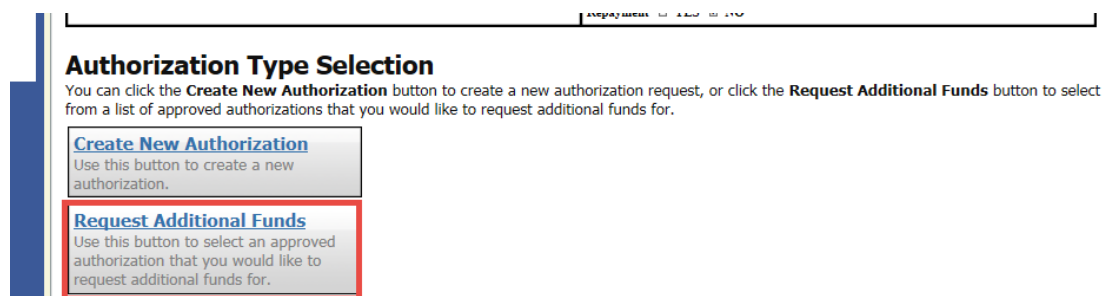 Repayment □ YES ☒ NO
Authorization Type Selection
You can click the Create New Authorization button to create a new authorization request, or click the Request Additional Funds button to select
from a list of approved authorizations that you would like to request additional funds for.
Create New Authorization
Use this button to create a new
authorization.
Request Additional Funds
Use this button to select an approved
authorization that you would like to
request additional funds for.